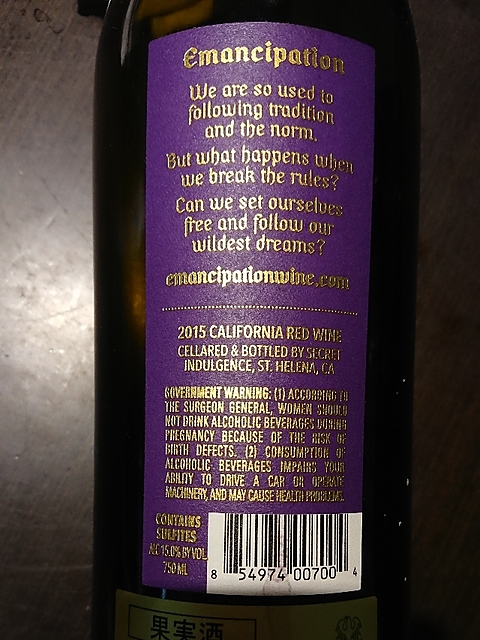 Emancipation
We are so used to
following tradition
and the norm.
But what happens when
we break the rules?
Can we set ourselves
free and follow our
wildest dreams?
emancipationwine.com
2015 CALIFORNIA RED WINE
CELLARED & BOTTLED BY SECRET
INDULGENCE, ST. HELENA, CA
GOVERNMENT WARNING: (1) ACCORDING TO
THE SURGEON GENERAL, WOMEN SHOULD
NOT DRINK ALCOHOLIC BEVERAGES DURING
PREGNANCY BECAUSE OF THE RISK OF
BIRTH DEFECTS. (2) CONSUMPTION OF
ALCOHOLIC BEVERAGES IMPAIRS YOUR
ABILITY TO DRIVE A CAR OR OPERATE
MACHINERY, AND MAY CAUSE HEALTH PROBLEMS.
CONTAINS
SULFITES
ALC 15.0% BY VOL
750 ML
8 54974 00700 4
果実酒